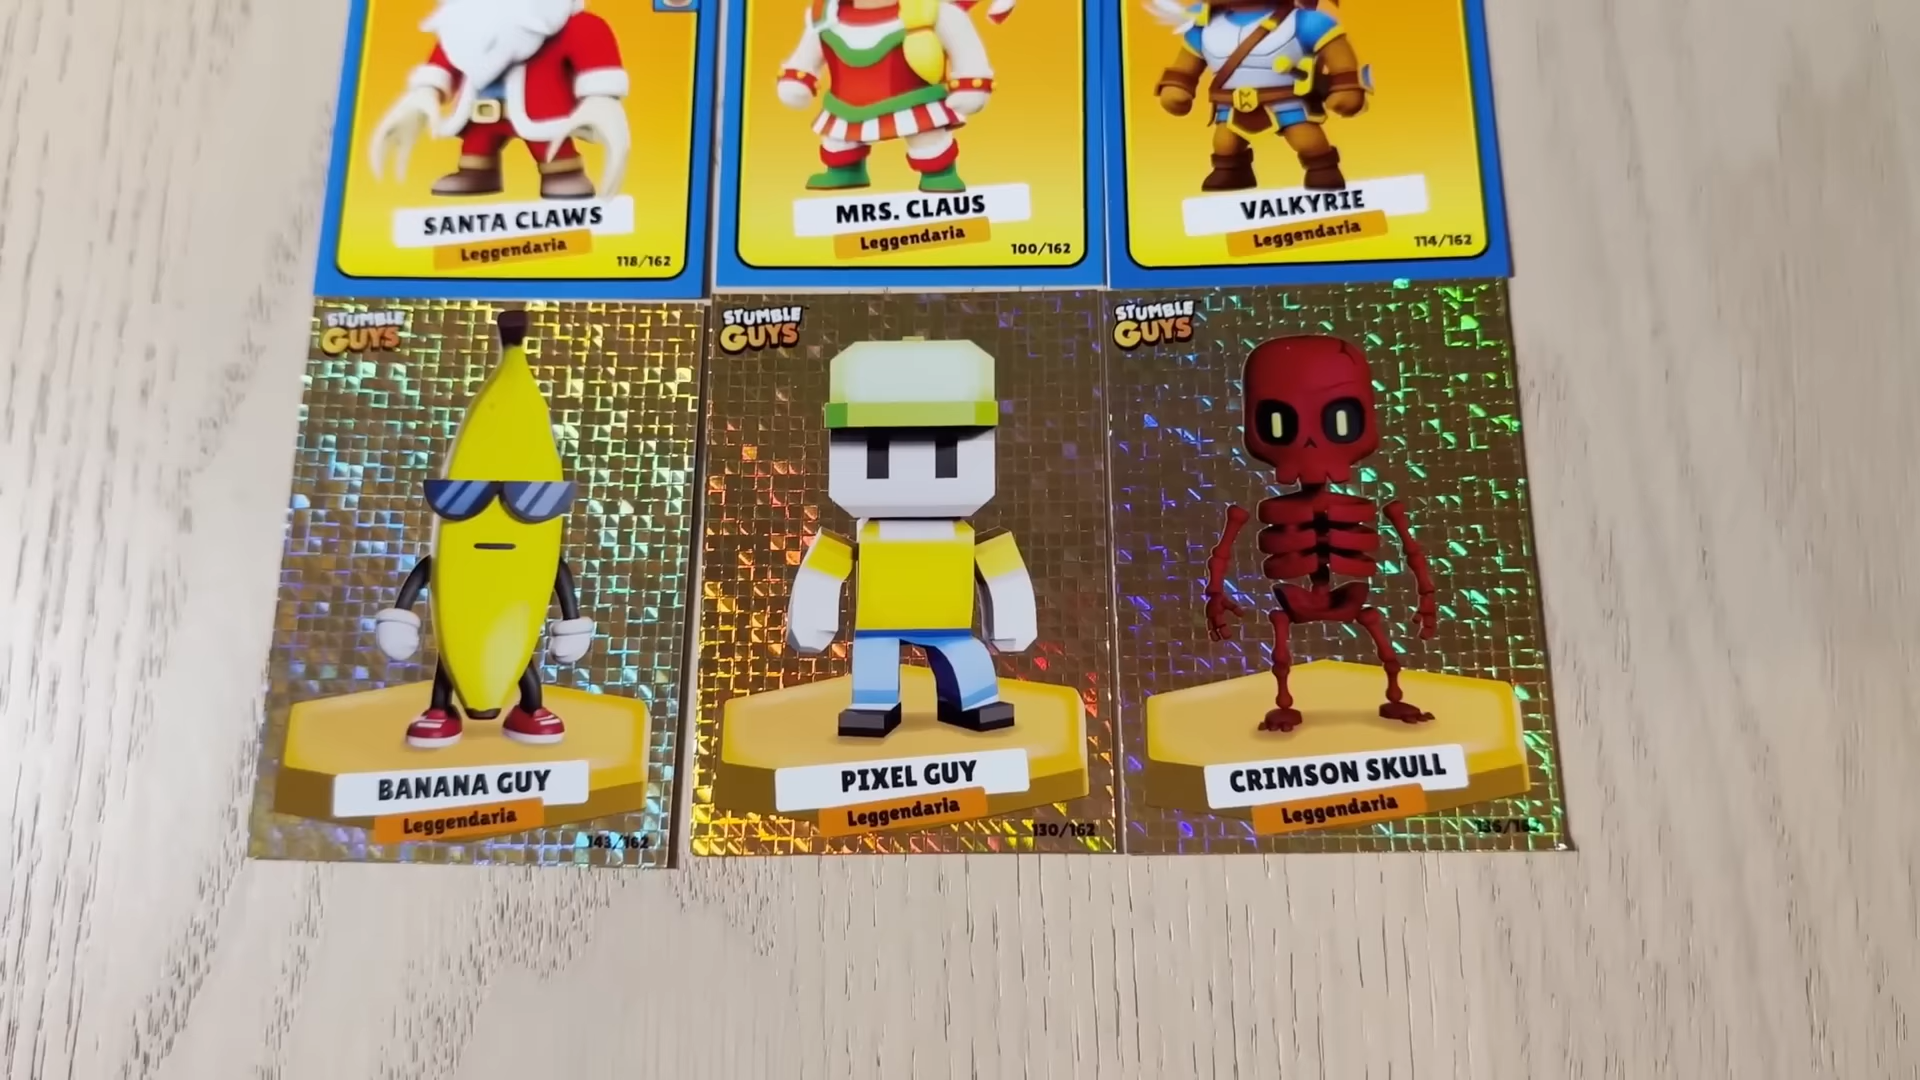 SANTA CLAWS
Leggendaria
118/162
MRS. CLAUS
Leggendaria
100/162
VALKYRIE
Leggendaria
114/162
STUMBLE
GUYS
BANANA GUY
Leggendaria
143/162
STUMBLE
GUYS
PIXEL GUY
Leggendaria
130/162
STUMBLE
GUYS
CRIMSON SKULL
Leggendaria